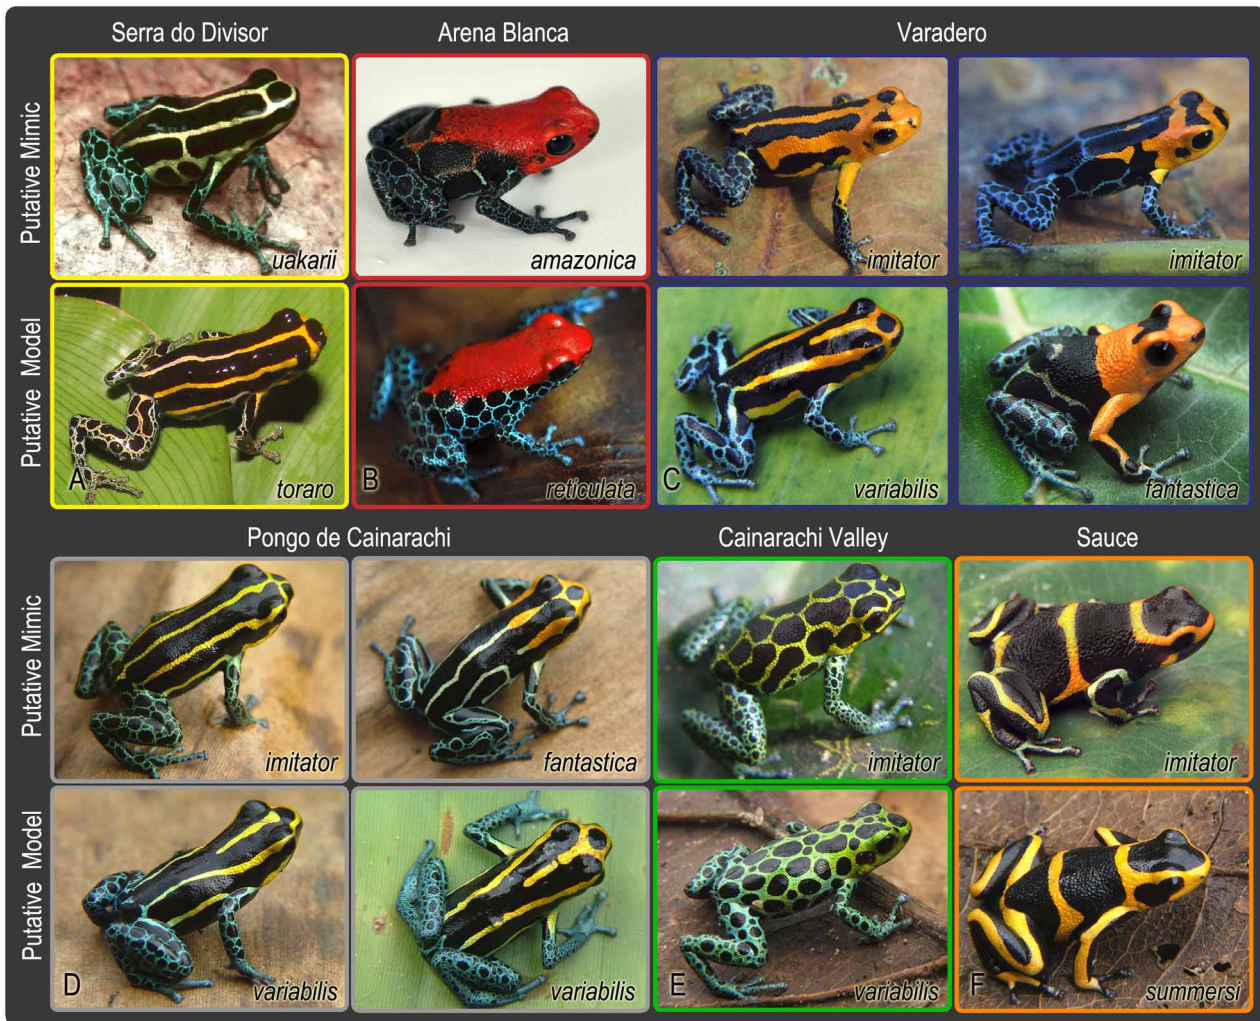 Serra do Divisor
Arena Blanca
Varadero
Putative Mimic
uakarii
amazonica
imitator
imitator
Putative Model
A
toraro
B
reticulata
C
variabilis
fantastica
Pongo de Cainarachi
Cainarachi Valley
Sauce
Putative Mimic
imitator
fantastica
imitator
imitator
Putative Model
D
variabilis
variabilis
E
variabilis
F
summersi